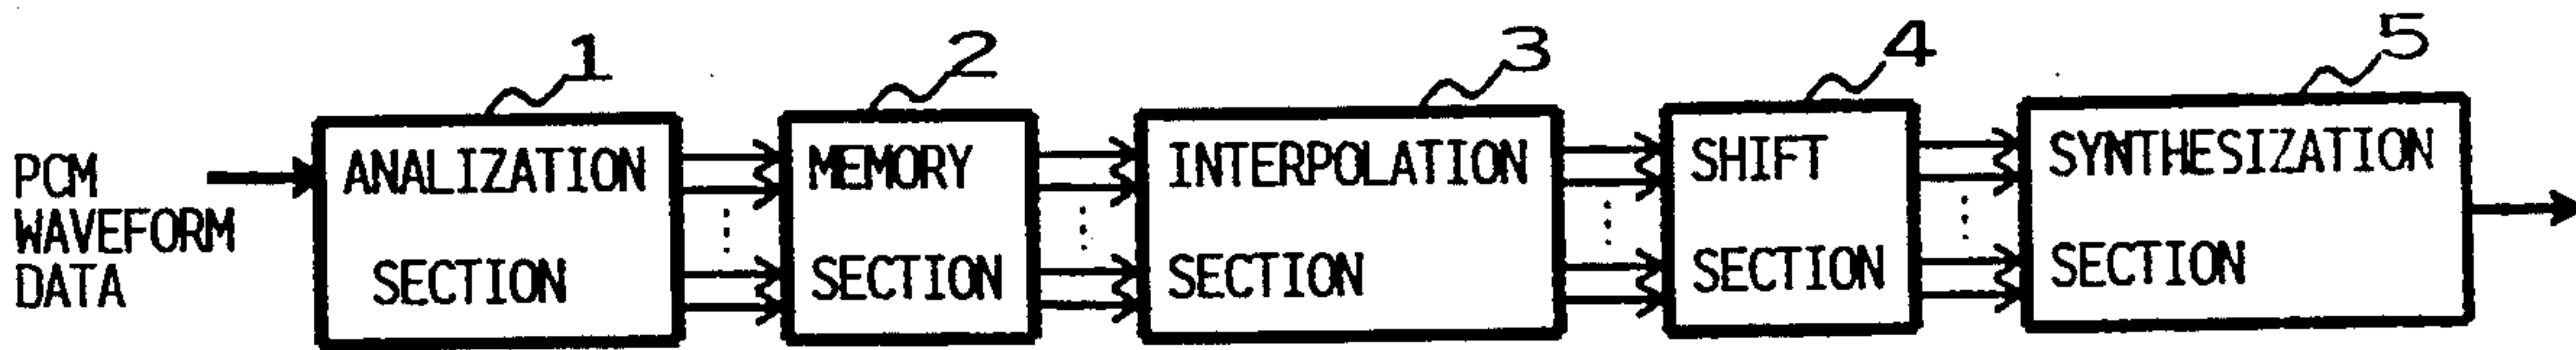 1
2
3
4
5
PCM
WAVEFORM
DATA
ANALIZATION
SECTION
MEMORY
SECTION
INTERPOLATION
SECTION
SHIFT
SECTION
SYNTHESIZATION
SECTION